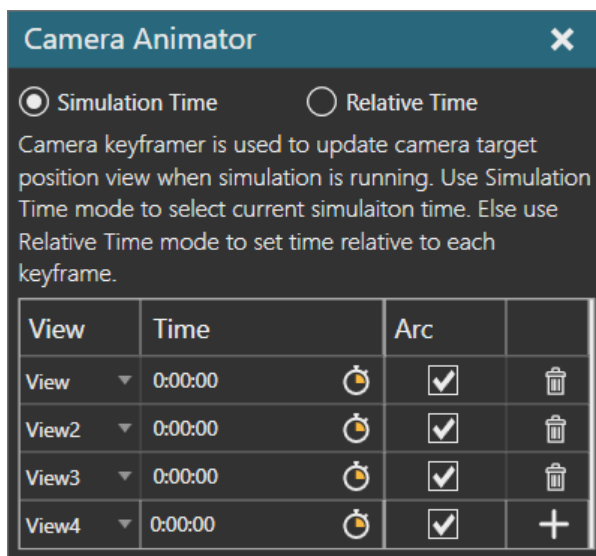 Camera Animator
Simulation Time Relative Time
Camera keyframer is used to update camera target
position view when simulation is running. Use Simulation
Time mode to select current simulaiton time. Else use
Relative Time mode to set time relative to each
keyframe.
View Time Arc
View 0:00:00
View2 0:00:00
View3 0:00:00
View4 0:00:00